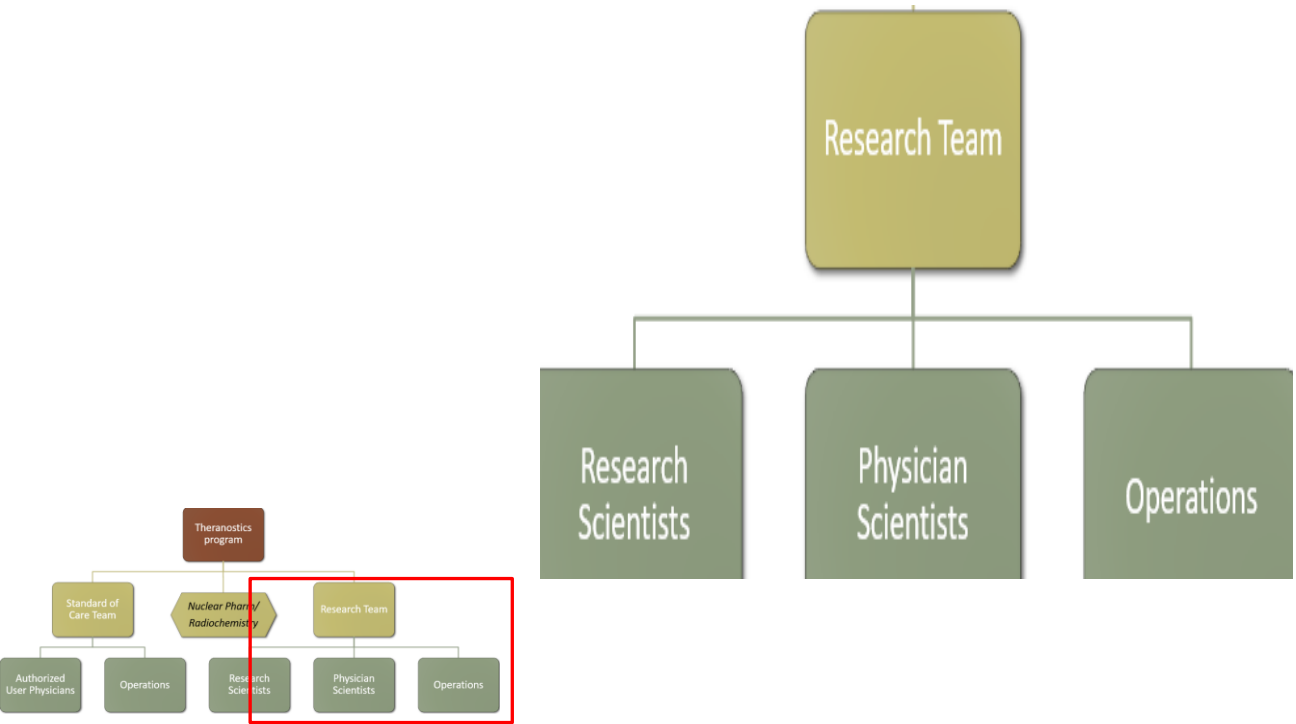 Research Team
Research
Scientists
Physician
Scientists
Operations
Theranostics
program
Standard of
Care Team
Nuclear Pharm/
Radiochemistry
Research Team
Authorized
User Physicians
Operations
Research
Scientists
Physician
Scientists
Operations